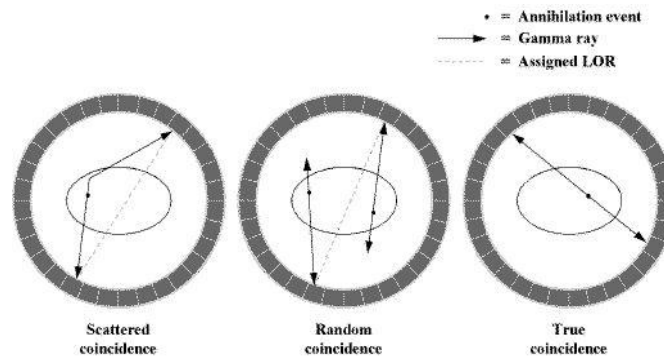 • = Annihilation event
= Gamma ray
= Assigned LOR
Scattered
coincidence
Random
coincidence
True
coincidence